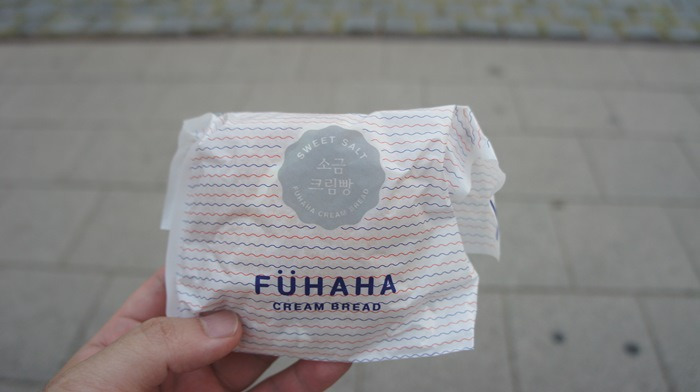 SWEET SALT
소금
크림빵
FÜHAHA CREAM BREAD
FÜHAHA
CREAM BREAD